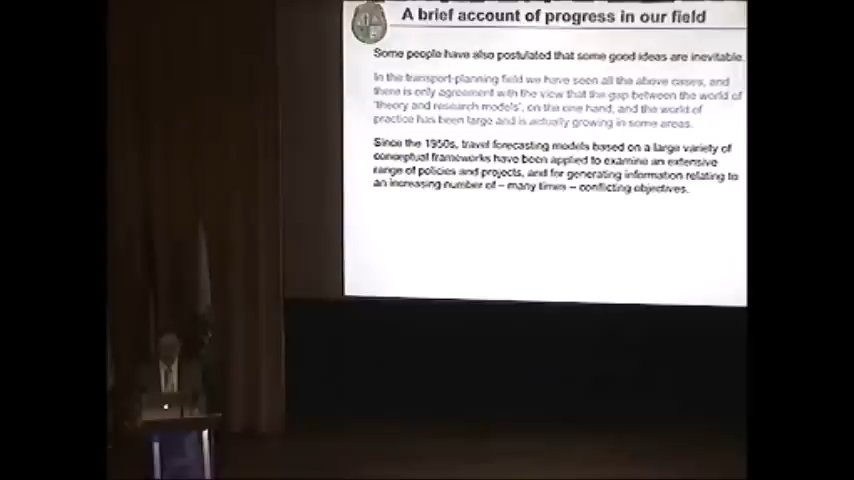 A brief account of progress in our field
Some people have also postulated that some good ideas are inevitable.
In the transport-planning field we have seen all the above cases, and
there is only agreement with the view that the gap between the world of
'theory and research models', on the one hand, and the world of
practice has been large and is actually growing in some areas.
Since the 1950s, travel forecasting models based on a large variety of
conceptual frameworks have been applied to examine an extensive
range of policies and projects, and for generating information relating to
an increasing number of – many times – conflicting objectives.